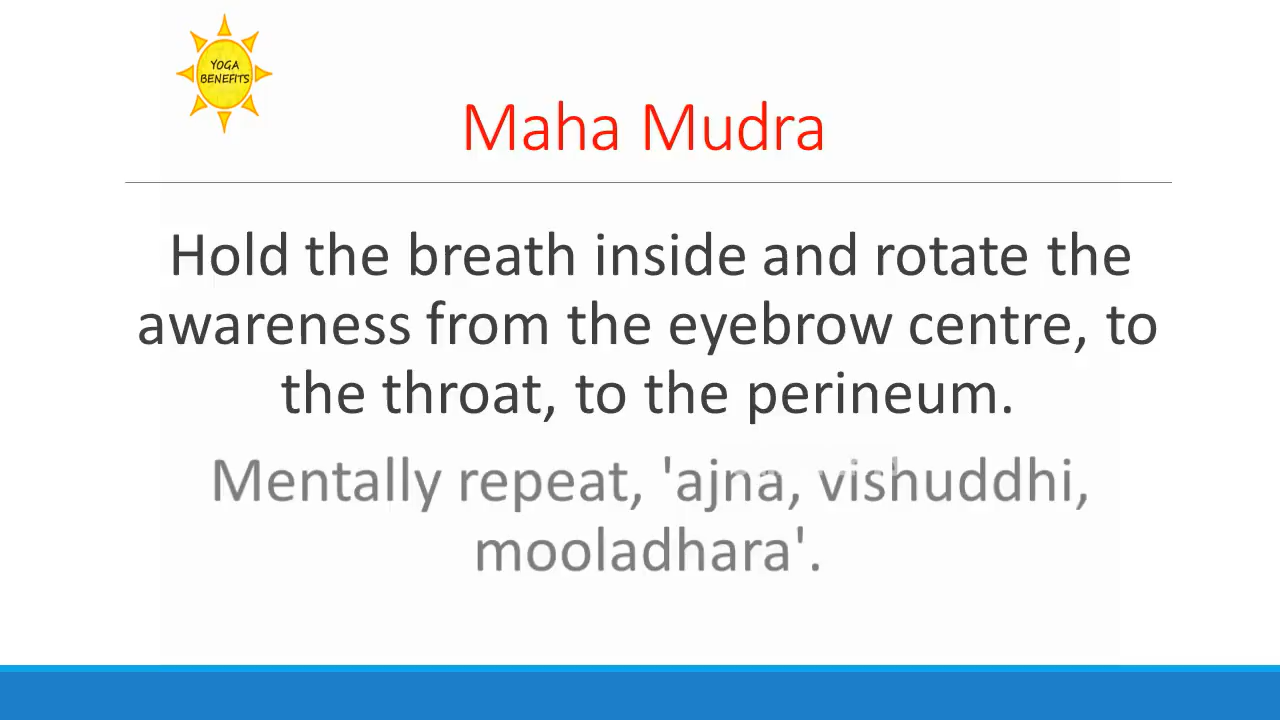 YOGA
BENEFITS
Maha Mudra
Hold the breath inside and rotate the
awareness from the eyebrow centre, to
the throat, to the perineum.
Mentally repeat, 'ajna, vishuddhi,
mooladhara'.